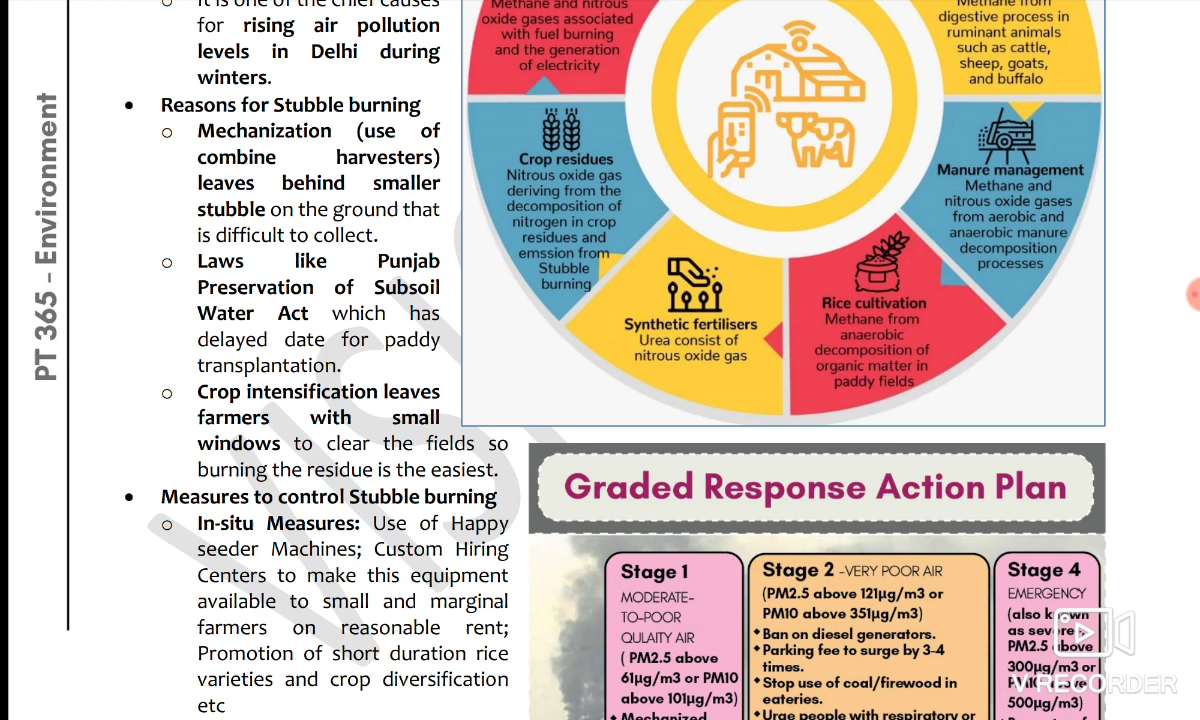 It is one of the chief causes
for rising air pollution
levels in Delhi during
winters.
Reasons for Stubble burning
Mechanization (use of
combine harvesters)
leaves behind smaller
stubble on the ground that
is difficult to collect.
Laws like Punjab
Preservation of Subsoil
Water Act which has
delayed date for paddy
transplantation.
Crop intensification leaves
farmers with small
windows to clear the fields so
burning the residue is the easiest.
Measures to control Stubble burning
In-situ Measures: Use of Happy
seeder Machines; Custom Hiring
Centers to make this equipment
available to small and marginal
farmers on reasonable rent;
Promotion of short duration rice
varieties and crop diversification
etc
PT 365 – Environment
Methane and nitrous
oxide gases associated
with fuel burning
and the generation
of electricity
Methane from
digestive process in
ruminant animals
such as cattle,
sheep, goats,
and buffalo
Crop residues
Nitrous oxide gas
deriving from the
decomposition of
nitrogen in crop
residues and
emssion from
Stubble
burning
Manure management
Methane and
nitrous oxide gases
from aerobic and
anaerobic manure
decomposition
processes
Synthetic fertilisers
Urea consist of
nitrous oxide gas
Rice cultivation
Methane from
anaerobic
decomposition of
organic matter in
paddy fields
Graded Response Action Plan
Stage 1
MODERATE-
TO-POOR
QULAITY AIR
( PM2.5 above
61µg/m3 or PM10
above 101µg/m3)
Mechanized
Stage 2 -VERY POOR AIR
(PM2.5 above 121µg/m3 or
PM10 above 351µg/m3)
Ban on diesel generators.
Parking fee to surge by 3-4
times.
Stop use of coal/firewood in
eateries.
Urge people with respiratory or
Stage 4
EMERGENCY
(also known
as severe
PM2.5 above
300µg/m3 or
PM10 above
500µg/m3)
V RECORDER
VIS